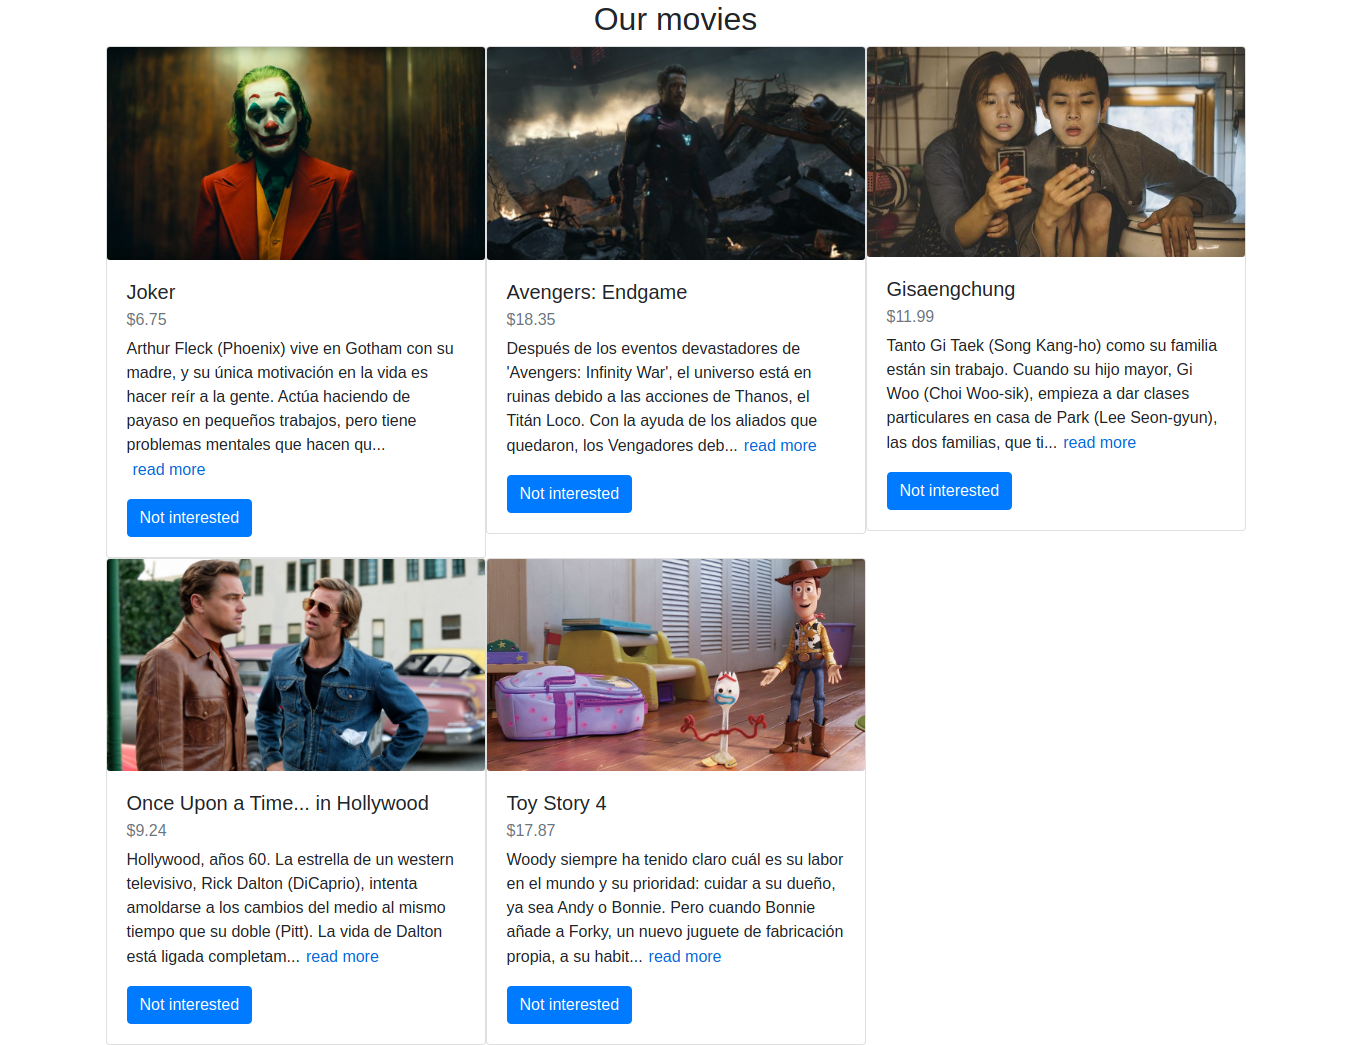 Our movies
Joker
$6.75
Arthur Fleck (Phoenix) vive en Gotham con su
madre, y su única motivación en la vida es
hacer reír a la gente. Actúa haciendo de
payaso en pequeños trabajos, pero tiene
problemas mentales que hacen qu...
read more
Not interested
Avengers: Endgame
$18.35
Después de los eventos devastadores de
'Avengers: Infinity War', el universo está en
ruinas debido a las acciones de Thanos, el
Titán Loco. Con la ayuda de los aliados que
quedaron, los Vengadores deb... read more
Not interested
Gisaengchung
$11.99
Tanto Gi Taek (Song Kang-ho) como su familia
están sin trabajo. Cuando su hijo mayor, Gi
Woo (Choi Woo-sik), empieza a dar clases
particulares en casa de Park (Lee Seon-gyun),
las dos familias, que ti... read more
Not interested
Once Upon a Time... in Hollywood
$9.24
Hollywood, años 60. La estrella de un western
televisivo, Rick Dalton (DiCaprio), intenta
amoldarse a los cambios del medio al mismo
tiempo que su doble (Pitt). La vida de Dalton
está ligada completam... read more
Not interested
Toy Story 4
$17.87
Woody siempre ha tenido claro cuál es su labor
en el mundo y su prioridad: cuidar a su dueño,
ya sea Andy o Bonnie. Pero cuando Bonnie
añade a Forky, un nuevo juguete de fabricación
propia, a su habit... read more
Not interested